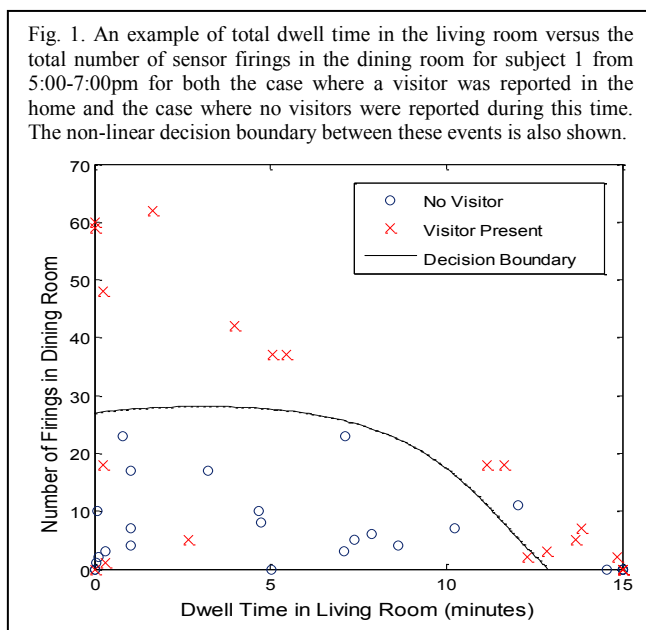 Fig. 1. An example of total dwell time in the living room versus the
total number of sensor firings in the dining room for subject 1 from
5:00-7:00pm for both the case where a visitor was reported in the
home and the case where no visitors were reported during this time.
The non-linear decision boundary between these events is also shown.
70
60
50
40
30
20
10
0
Number of Firings in Dining Room
No Visitor
Visitor Present
Decision Boundary
0
5
10
15
Dwell Time in Living Room (minutes)